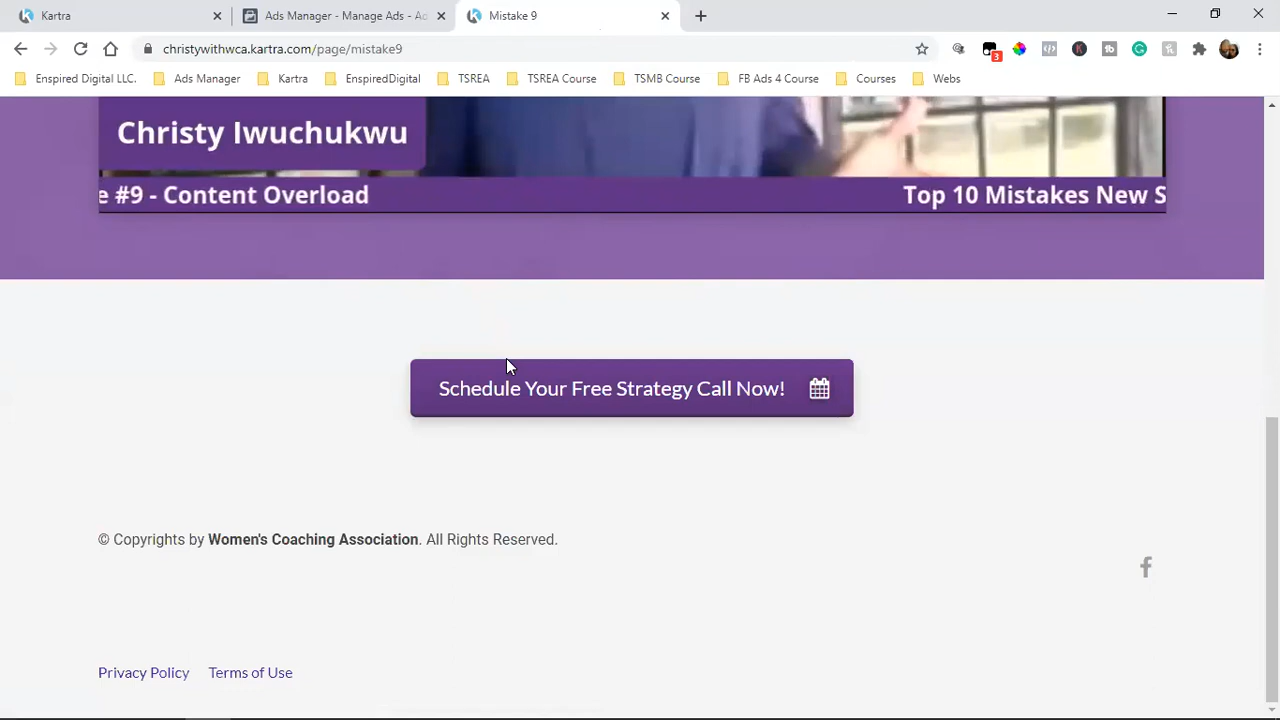 Kartra
Ads Manager - Manage Ads - Ad
Mistake 9
christywithwca.kartra.com/page/mistake9
3
Enspired Digital LLC.
Ads Manager
Kartra
EnspiredDigital
TSREA
TSREA Course
TSMB Course
FB Ads 4 Course
Courses
Webs
Christy Iwuchukwu
e #9 - Content Overload
Top 10 Mistakes New S
Schedule Your Free Strategy Call Now!
© Copyrights by Women's Coaching Association. All Rights Reserved.
Privacy Policy
Terms of Use